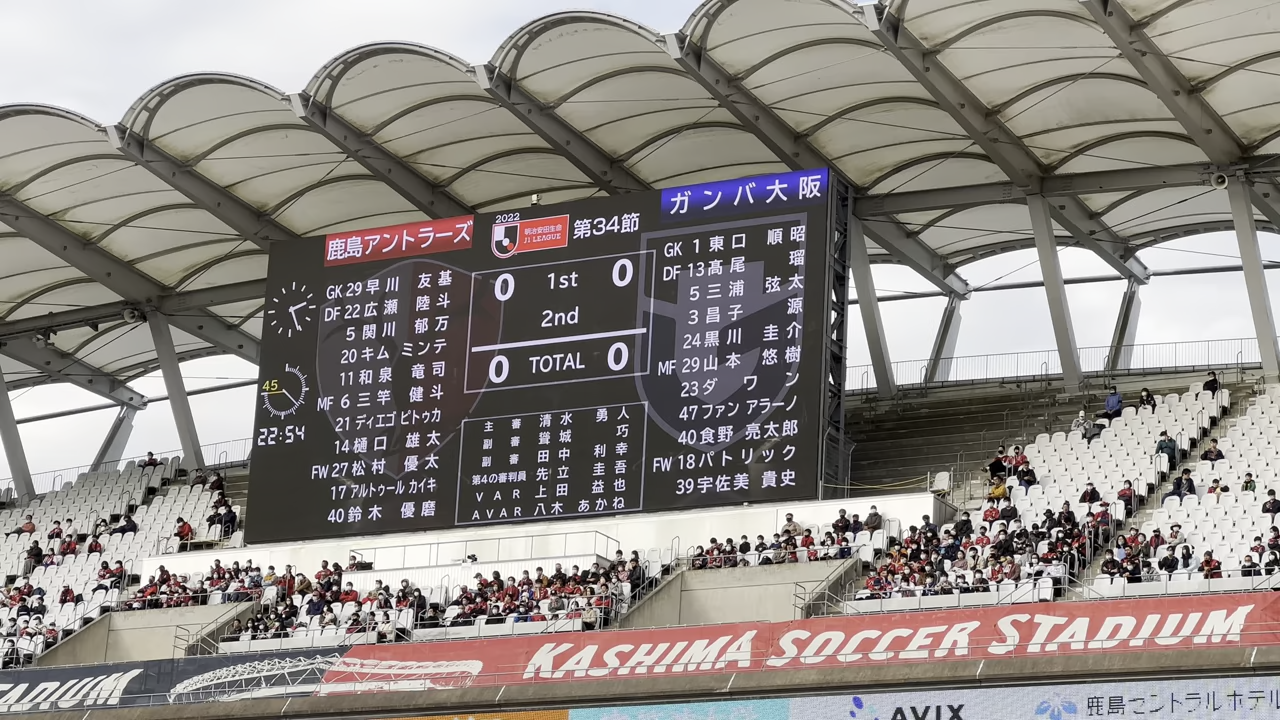 鹿島アントラーズ
2022
明治安田生命
J1 LEAGUE
第34節
ガンバ大阪
GK 29 早川 友基
DF 22 広瀬 陸斗
5 関川 郁万
20 キム ミンテ
11 和泉 竜司
MF 6 三竿 健斗
21 ディエゴ ピトゥカ
14 樋口 雄太
FW 27 松村 優太
17 アルトゥール カイキ
40 鈴木 優磨
45
22:54
0 1st 0
2nd
0 TOTAL 0
主審 清水 勇人
副審 聳城 巧
副審 田中 利幸
第4の審判員 先立 圭吾
VAR 上田 益也
AVAR 八木 あかね
GK 1 東口 順昭
DF 13 髙尾 瑠
5 三浦 弦太
3 昌子 源
24 黒川 圭介
MF 29 山本 悠樹
23 ダワン
47 ファン アラーノ
40 食野 亮太郎
FW 18 パトリック
39 宇佐美 貴史
TADIUM
KASHIMA SOCCER STADIUM
AVIX
鹿島セントラルホテル